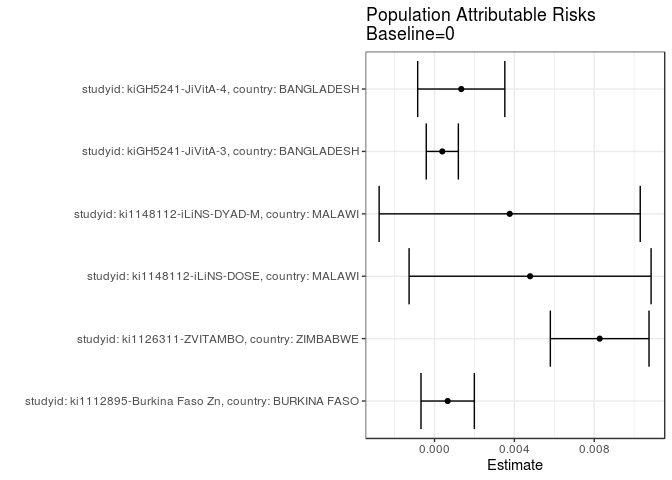 Population Attributable Risks
Baseline=0
studyid: kiGH5241-JiVitA-4, country: BANGLADESH
studyid: kiGH5241-JiVitA-3, country: BANGLADESH
studyid: ki1148112-iLiNS-DYAD-M, country: MALAWI
studyid: ki1148112-iLiNS-DOSE, country: MALAWI
studyid: ki1126311-ZVITAMBO, country: ZIMBABWE
studyid: ki1112895-Burkina Faso Zn, country: BURKINA FASO
0.000 0.004 0.008
Estimate